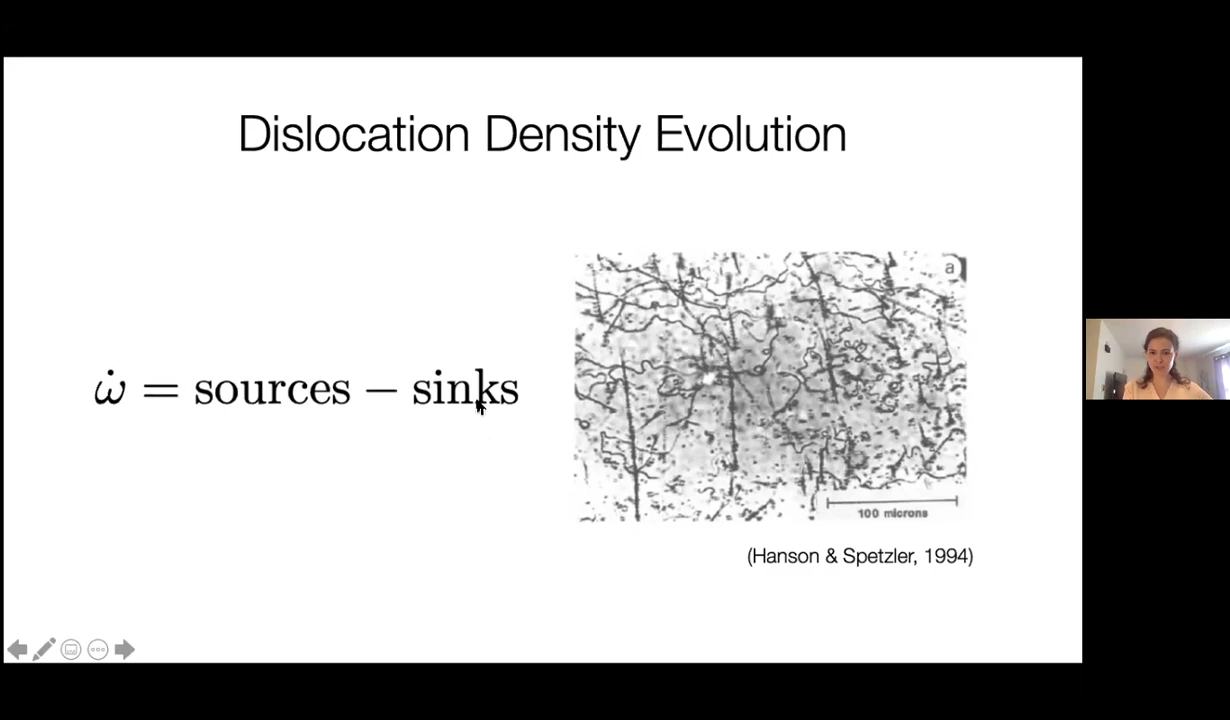 Dislocation Density Evolution
ω̇ = sources − sinks
a
100 microns
(Hanson & Spetzler, 1994)